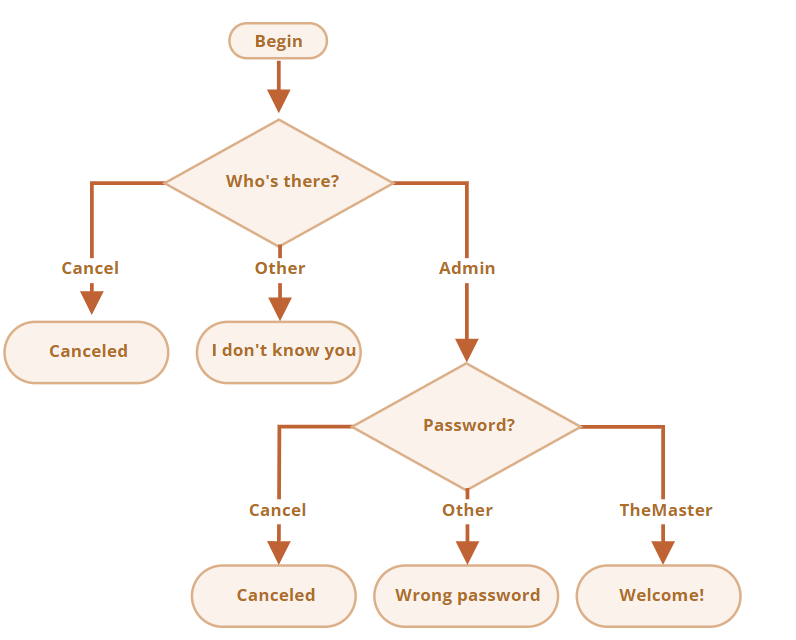 Begin
Who's there?
Cancel
Other
Admin
Canceled
I don't know you
Password?
Cancel
Other
TheMaster
Canceled
Wrong password
Welcome!